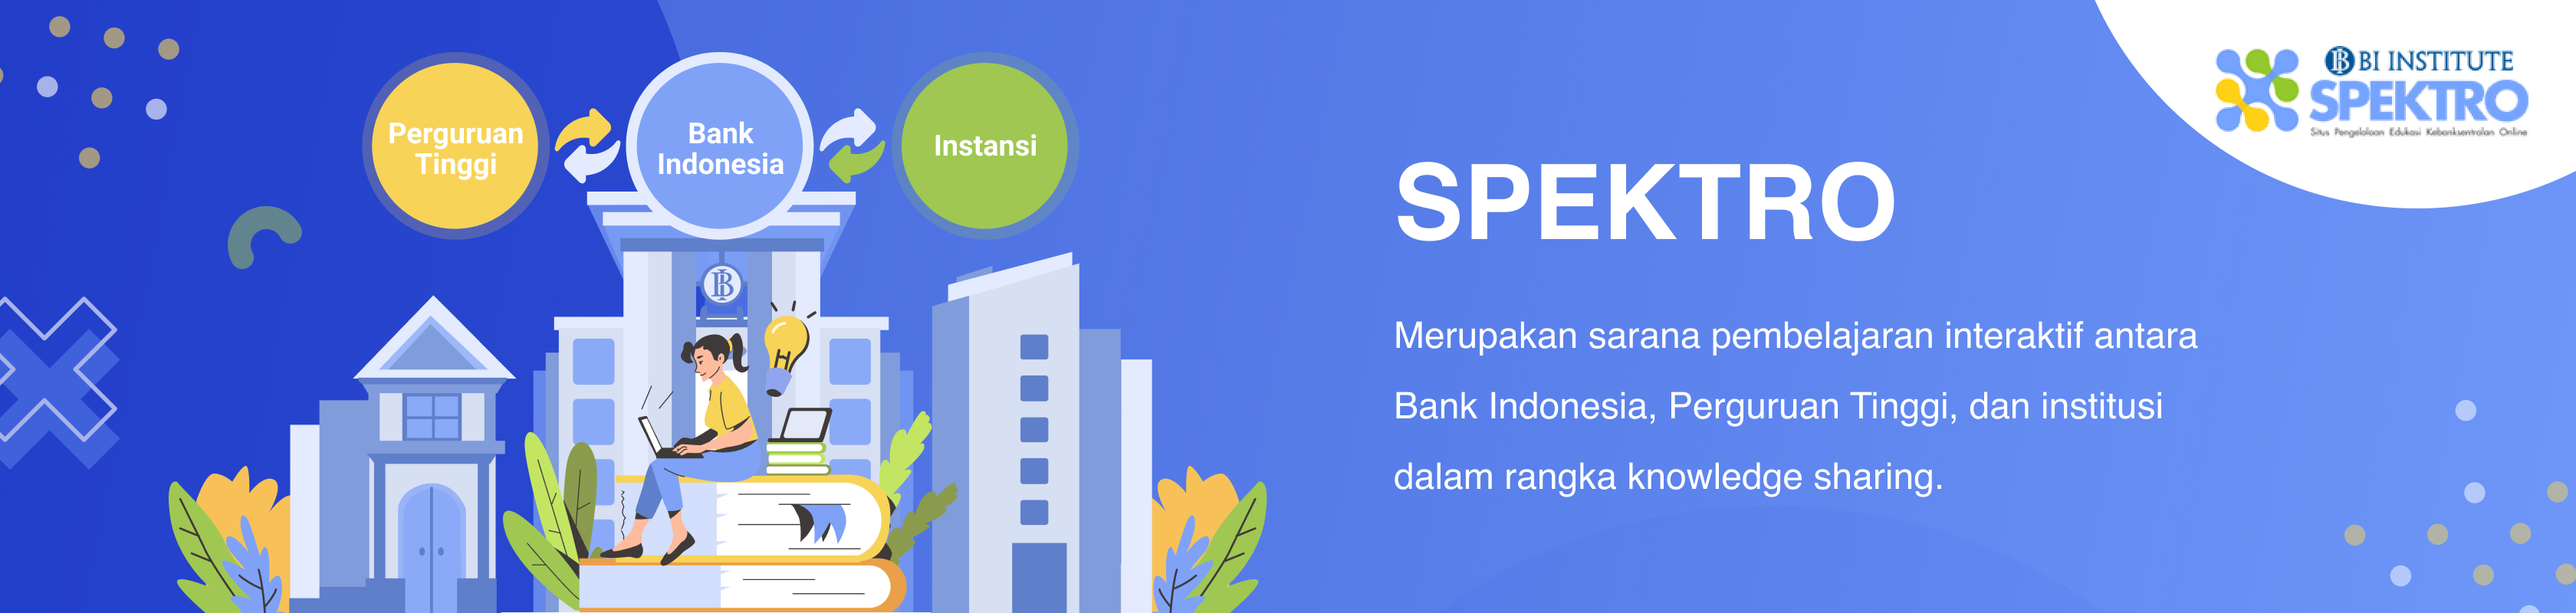 Perguruan
Tinggi
Bank
Indonesia
Instansi
BI INSTITUTE
SPEKTRO
Situs Pengelolaan Edukasi Kebanksentralan Online
SPEKTRO
Merupakan sarana pembelajaran interaktif antara
Bank Indonesia, Perguruan Tinggi, dan institusi
dalam rangka knowledge sharing.